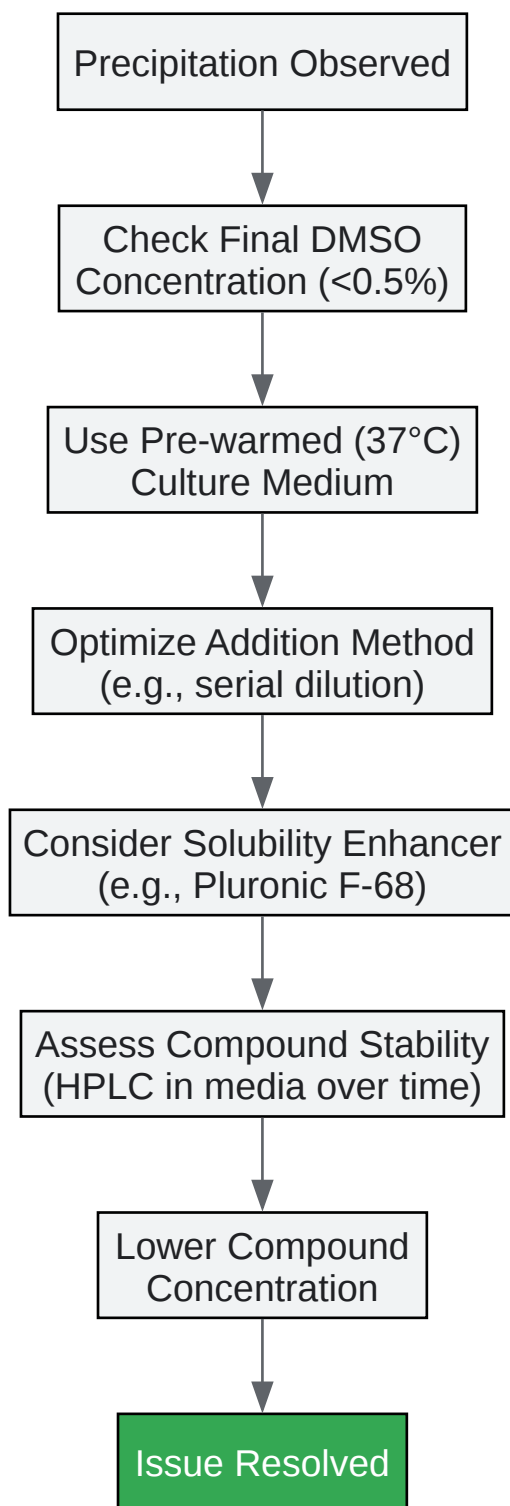 Precipitation Observed
Check Final DMSO
Concentration (<0.5%)
Use Pre-warmed (37°C)
Culture Medium
Optimize Addition Method
(e.g., serial dilution)
Consider Solubility Enhancer
(e.g., Pluronic F-68)
Assess Compound Stability
(HPLC in media over time)
Lower Compound
Concentration
Issue Resolved